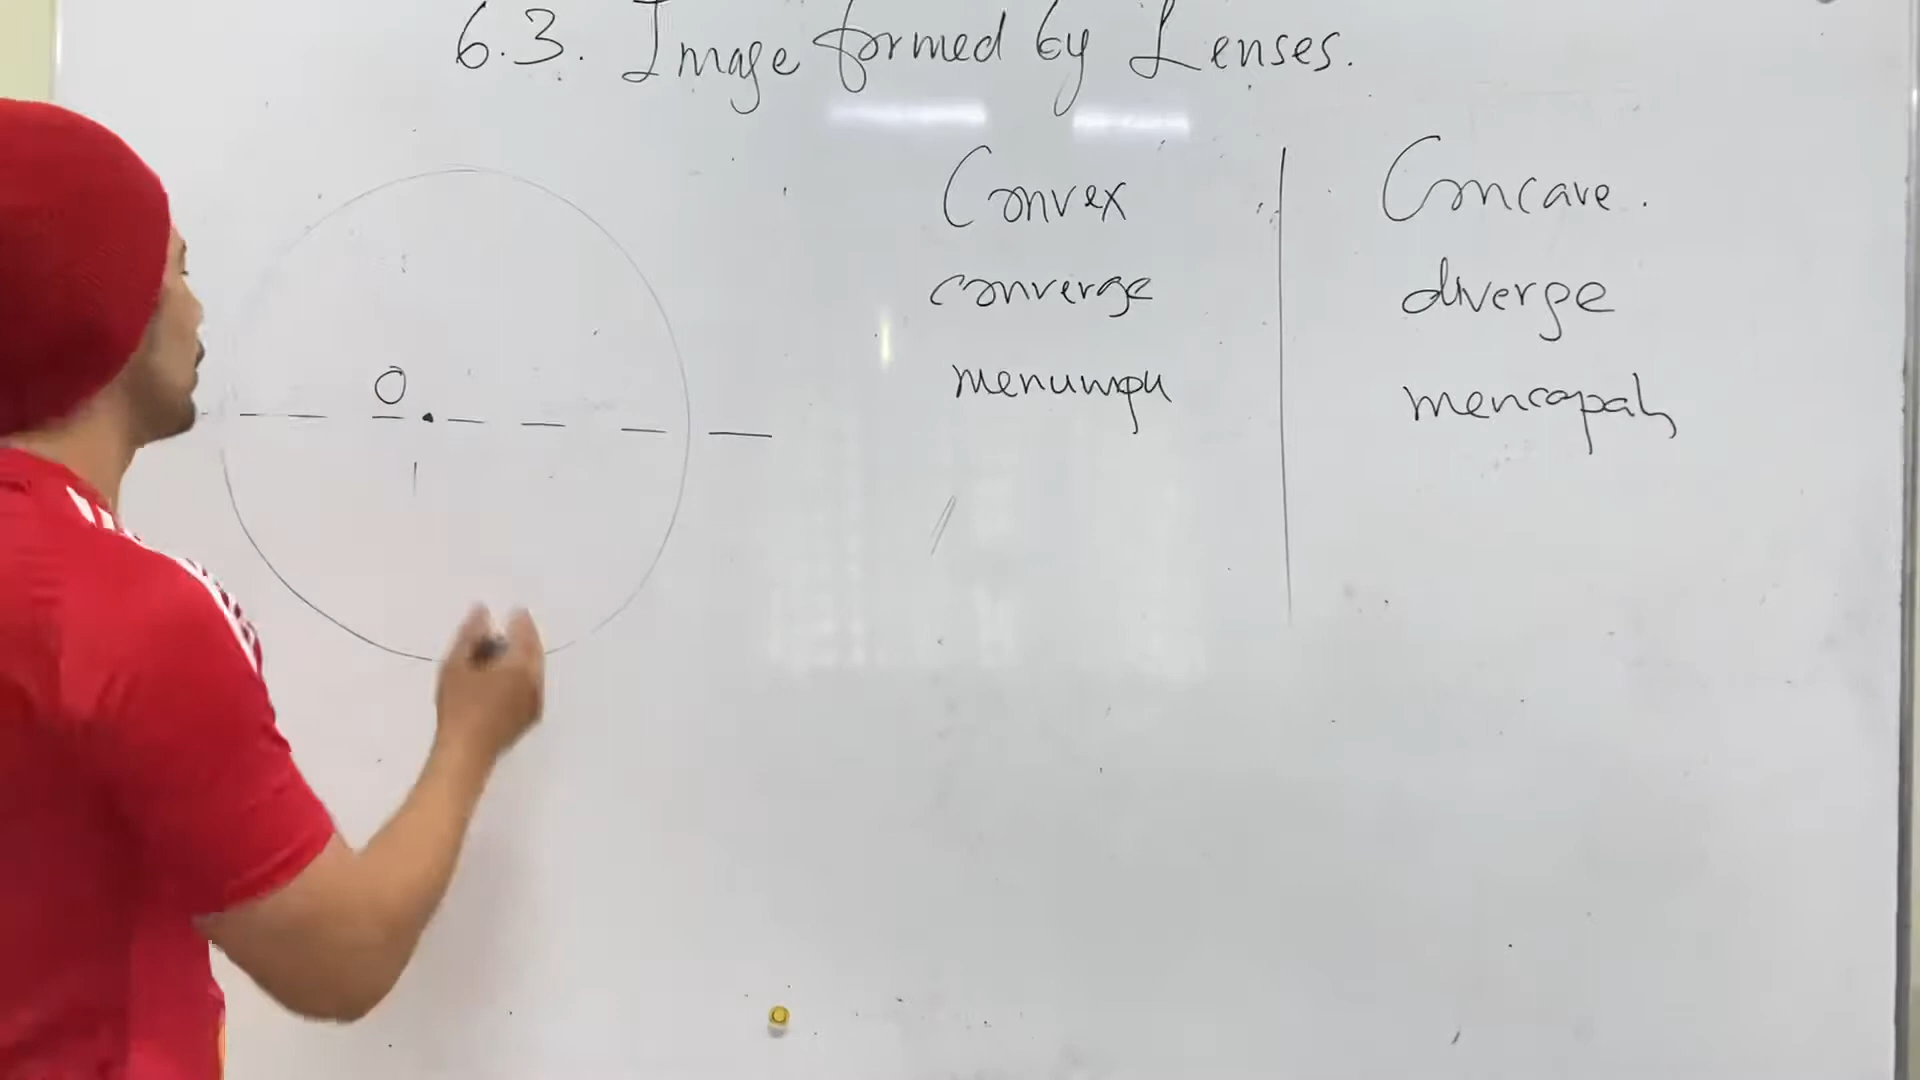 6.3. Image formed by Lenses.
Convex
Concave.
converge
diverge
menumpu
mencapah
O